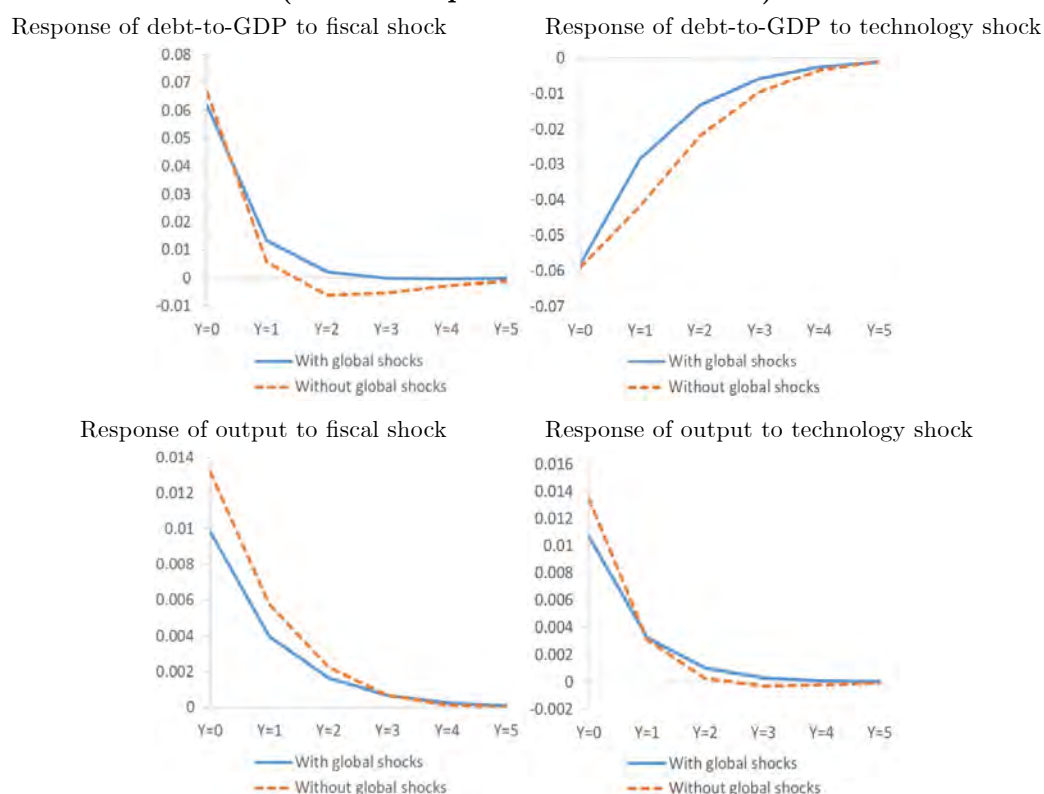 Response of debt-to-GDP to fiscal shock
0.08
0.07
0.06
0.05
0.04
0.03
0.02
0.01
0
-0.01
Y=0 Y=1 Y=2 Y=3 Y=4 Y=5
With global shocks
Without global shocks
Response of debt-to-GDP to technology shock
0
-0.01
-0.02
-0.03
-0.04
-0.05
-0.06
-0.07
Y=0 Y=1 Y=2 Y=3 Y=4 Y=5
With global shocks
Without global shocks
Response of output to fiscal shock
0.014
0.012
0.01
0.008
0.006
0.004
0.002
0
Y=0 Y=1 Y=2 Y=3 Y=4 Y=5
With global shocks
Without global shocks
Response of output to technology shock
0.016
0.014
0.012
0.01
0.008
0.006
0.004
0.002
0
-0.002
Y=0 Y=1 Y=2 Y=3 Y=4 Y=5
With global shocks
Without global shocks